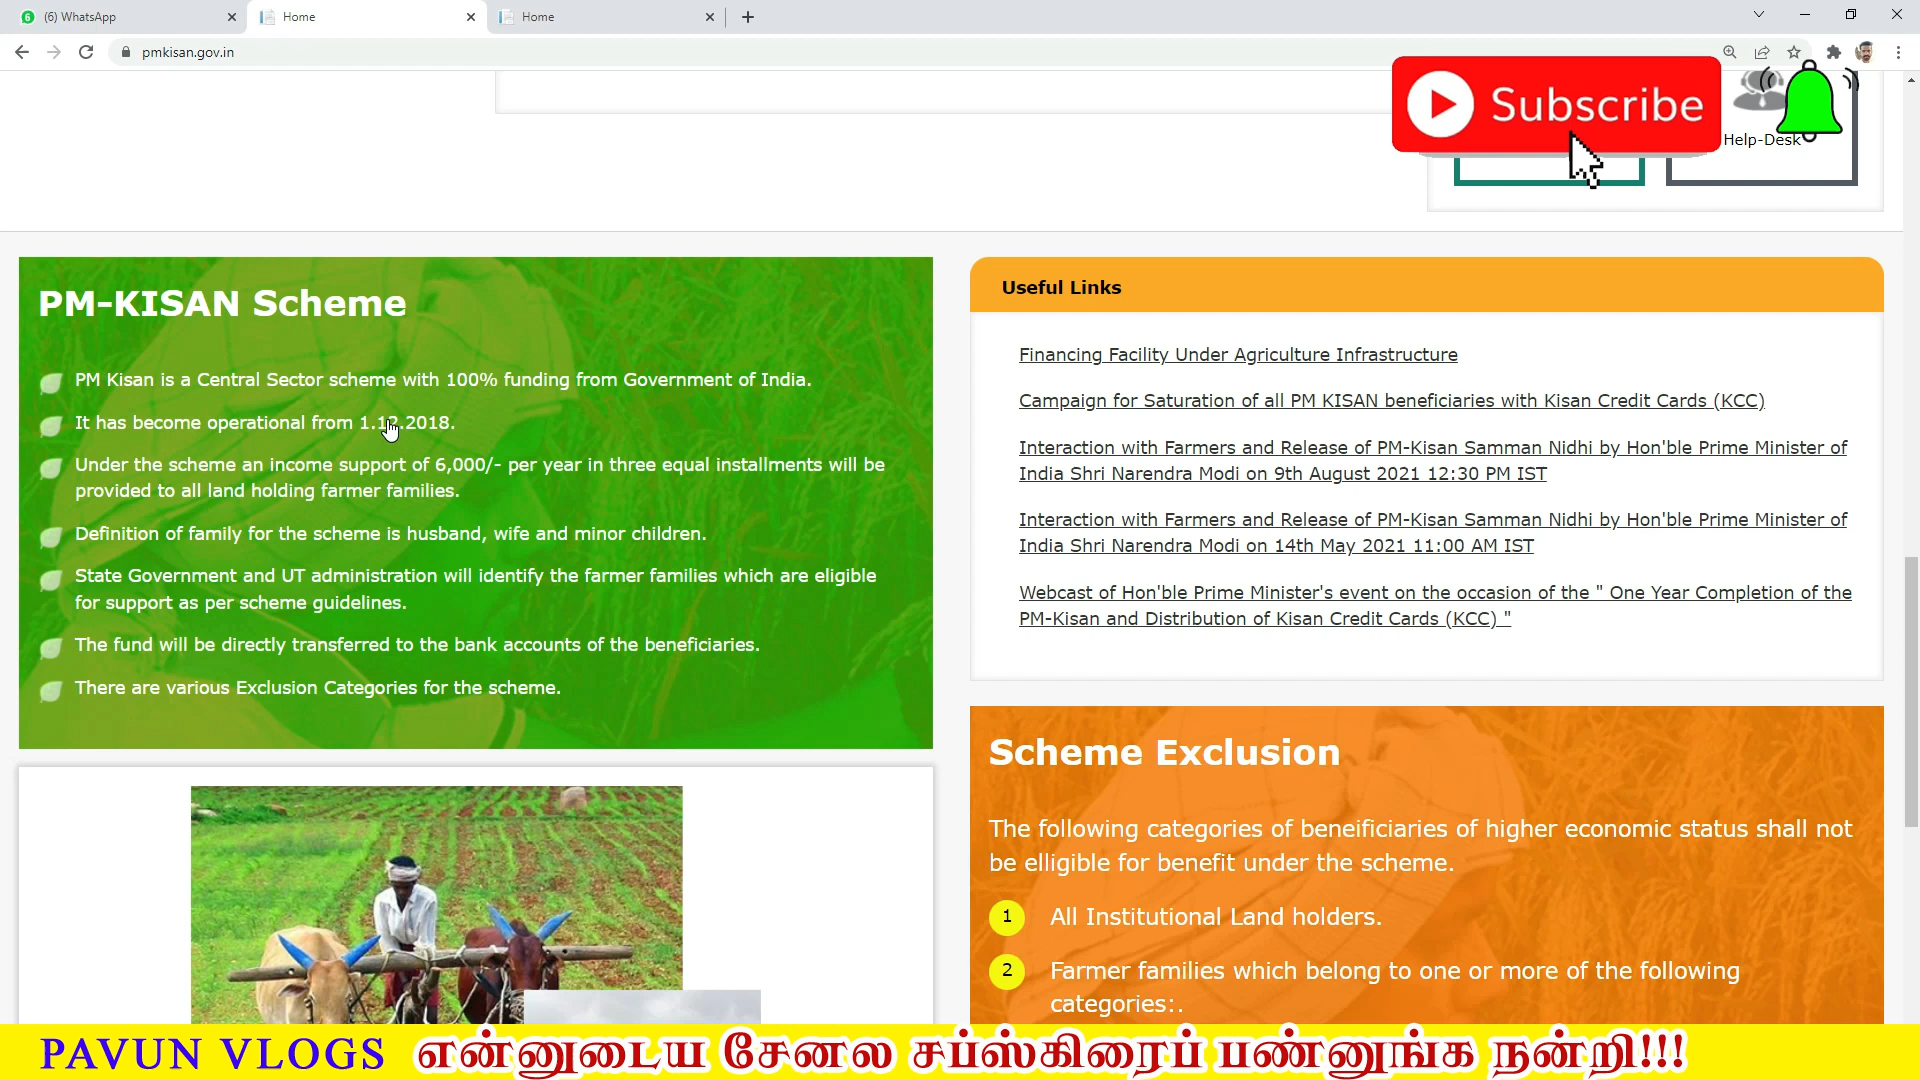 (6) WhatsApp
Home
Home
pmkisan.gov.in
Subscribe
Help-Desk
PM-KISAN Scheme
PM Kisan is a Central Sector scheme with 100% funding from Government of India.
It has become operational from 1.12.2018.
Under the scheme an income support of 6,000/- per year in three equal installments will be
provided to all land holding farmer families.
Definition of family for the scheme is husband, wife and minor children.
State Government and UT administration will identify the farmer families which are eligible
for support as per scheme guidelines.
The fund will be directly transferred to the bank accounts of the beneficiaries.
There are various Exclusion Categories for the scheme.
Useful Links
Financing Facility Under Agriculture Infrastructure
Campaign for Saturation of all PM KISAN beneficiaries with Kisan Credit Cards (KCC)
Interaction with Farmers and Release of PM-Kisan Samman Nidhi by Hon'ble Prime Minister of
India Shri Narendra Modi on 9th August 2021 12:30 PM IST
Interaction with Farmers and Release of PM-Kisan Samman Nidhi by Hon'ble Prime Minister of
India Shri Narendra Modi on 14th May 2021 11:00 AM IST
Webcast of Hon'ble Prime Minister's event on the occasion of the " One Year Completion of the
PM-Kisan and Distribution of Kisan Credit Cards (KCC) "
Scheme Exclusion
The following categories of beneificiaries of higher economic status shall not
be elligible for benefit under the scheme.
1 All Institutional Land holders.
2 Farmer families which belong to one or more of the following
categories:.
PAVUN VLOGS என்னுடைய சேனல சப்ஸ்கிரைப் பண்னுங்க நன்றி!!!